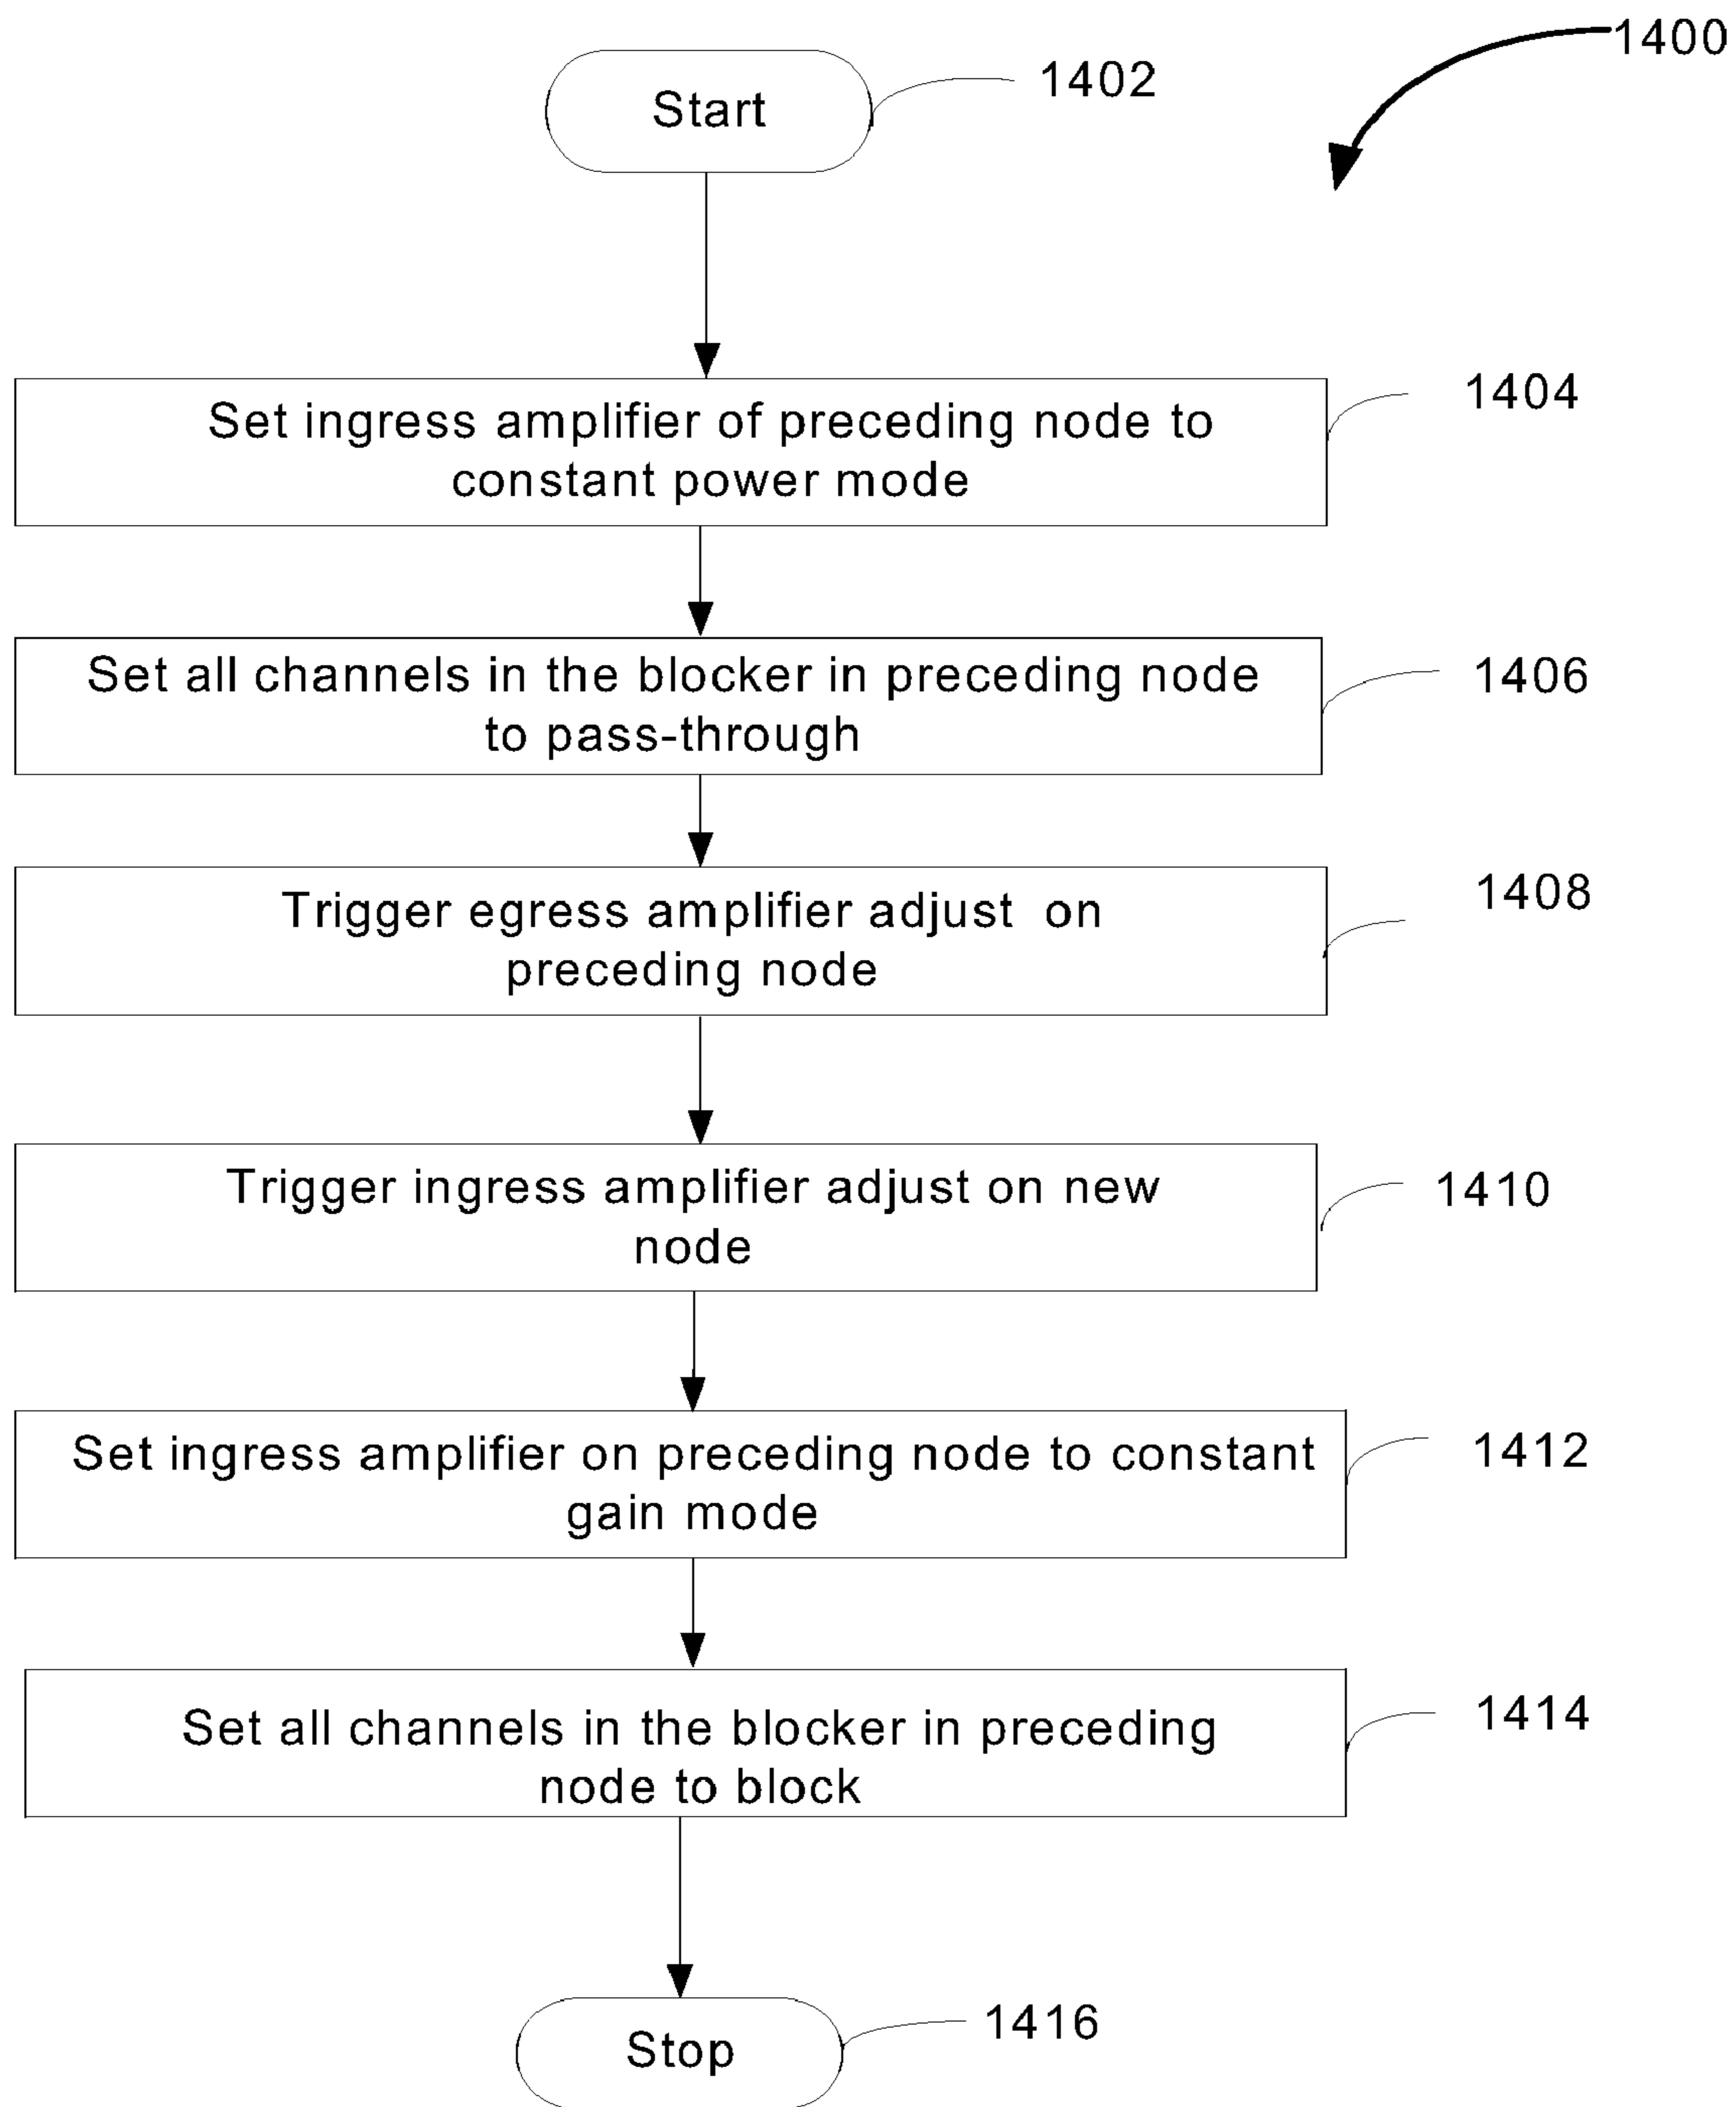 1400
Start
1402
Set ingress amplifier of preceding node to
constant power mode
1404
Set all channels in the blocker in preceding node
to pass-through
1406
Trigger egress amplifier adjust on
preceding node
1408
Trigger ingress amplifier adjust on new
node
1410
Set ingress amplifier on preceding node to constant
gain mode
1412
Set all channels in the blocker in preceding
node to block
1414
Stop
1416